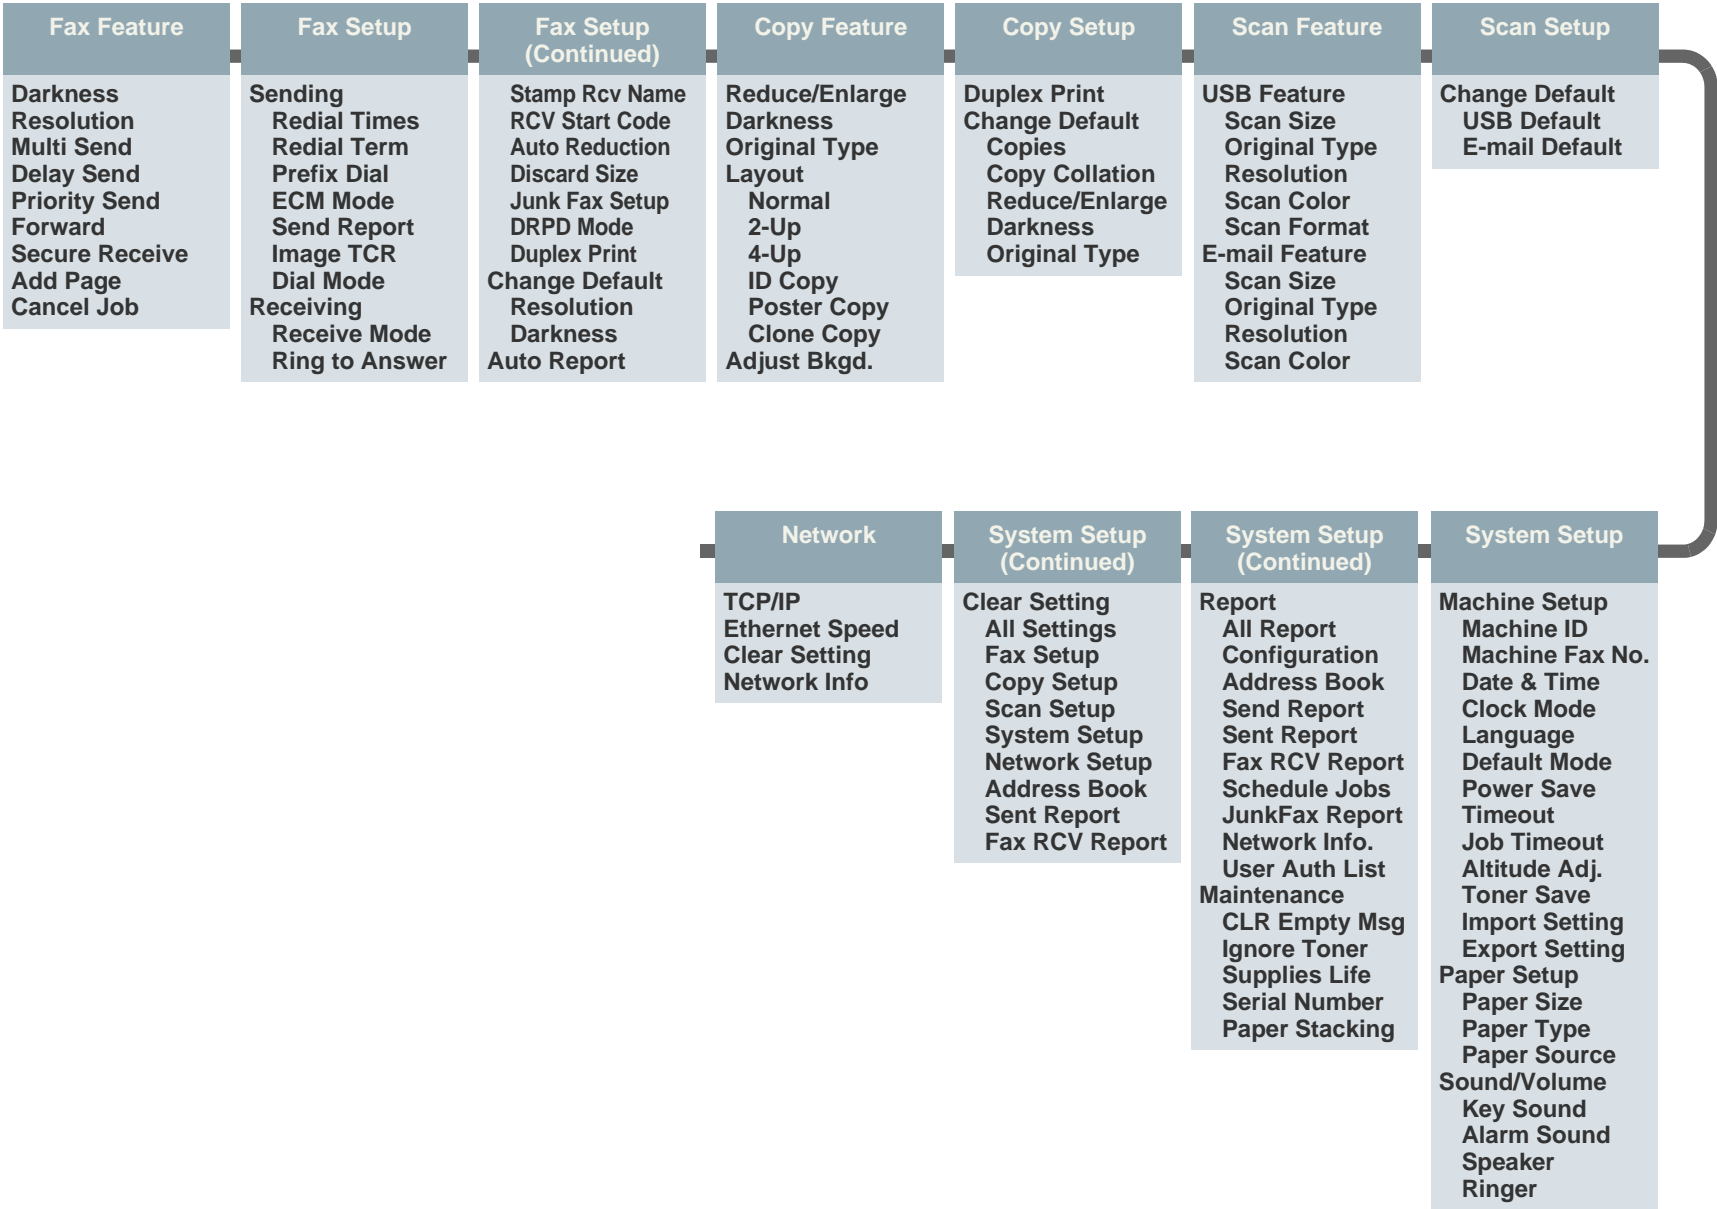 Fax Feature
Darkness
Resolution
Multi Send
Delay Send
Priority Send
Forward
Secure Receive
Add Page
Cancel Job
Fax Setup
Sending
Redial Times
Redial Term
Prefix Dial
ECM Mode
Send Report
Image TCR
Dial Mode
Receiving
Receive Mode
Ring to Answer
Fax Setup
(Continued)
Stamp Rcv Name
RCV Start Code
Auto Reduction
Discard Size
Junk Fax Setup
DRPD Mode
Duplex Print
Change Default
Resolution
Darkness
Auto Report
Copy Feature
Reduce/Enlarge
Darkness
Original Type
Layout
Normal
2-Up
4-Up
ID Copy
Poster Copy
Clone Copy
Adjust Bkgd.
Copy Setup
Duplex Print
Change Default
Copies
Copy Collation
Reduce/Enlarge
Darkness
Original Type
Scan Feature
USB Feature
Scan Size
Original Type
Resolution
Scan Color
Scan Format
E-mail Feature
Scan Size
Original Type
Resolution
Scan Color
Scan Setup
Change Default
USB Default
E-mail Default
Network
TCP/IP
Ethernet Speed
Clear Setting
Network Info
System Setup
(Continued)
Clear Setting
All Settings
Fax Setup
Copy Setup
Scan Setup
System Setup
Network Setup
Address Book
Sent Report
Fax RCV Report
System Setup
(Continued)
Report
All Report
Configuration
Address Book
Send Report
Sent Report
Fax RCV Report
Schedule Jobs
JunkFax Report
Network Info.
User Auth List
Maintenance
CLR Empty Msg
Ignore Toner
Supplies Life
Serial Number
Paper Stacking
System Setup
Machine Setup
Machine ID
Machine Fax No.
Date & Time
Clock Mode
Language
Default Mode
Power Save
Timeout
Job Timeout
Altitude Adj.
Toner Save
Import Setting
Export Setting
Paper Setup
Paper Size
Paper Type
Paper Source
Sound/Volume
Key Sound
Alarm Sound
Speaker
Ringer